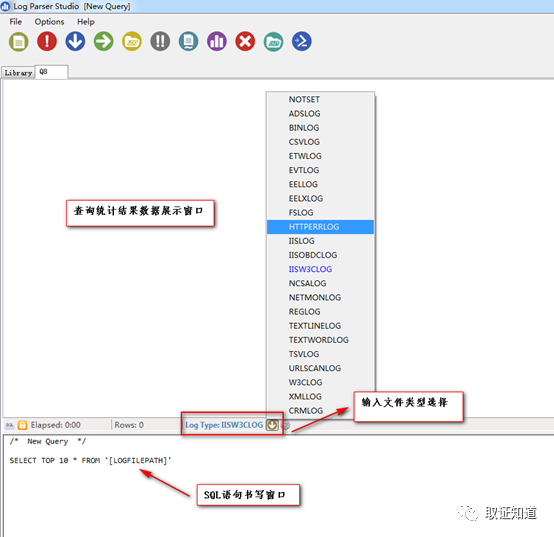 Log Parser Studio [New Query]
File Options Help
Library Q8
NOTSET
ADSLOG
BINLOG
CSVLOG
ETWLOG
EVTLOG
EELLOG
EELXLOG
FSLOG
HTTPERRLOG
IISLOG
IISOBDCLOG
IISW3CLOG
NCSALOG
NETMONLOG
REGLOG
TEXTLINELOG
TEXTWORDLOG
TSVLOG
URLSCANLOG
W3CLOG
XMLLOG
CRMLOG
查询统计结果数据展示窗口
输入文件类型选择
Elapsed: 0:00 Rows: 0 Log Type: IISW3CLOG
/* New Query */
SELECT TOP 10 * FROM '[LOGFILEPATH]'
SQL语句书写窗口
取证知道